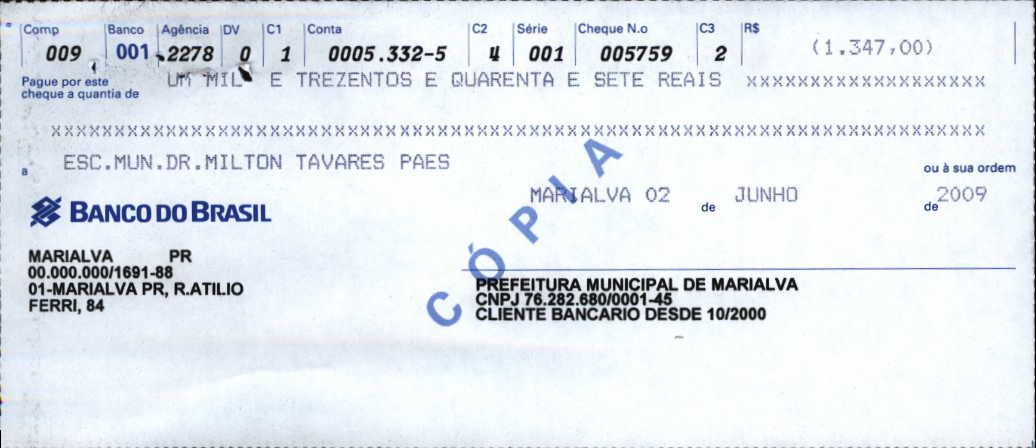 Comp Banco Agência DV C1 Conta C2 Série Cheque N.o C3 R$
009 001 2278 0 1 0005.332-5 4 001 005759 2 (1.347,00)
Pague por este cheque a quantia de UM MIL E TREZENTOS E QUARENTA E SETE REAIS XXXXXXXXXXXXXXXXXXX
XXXXXXXXXXXXXXXXXXXXXXXXXXXXXXXXXXXXXXXXXXXXXXXXXXXXXXXXXXXXXXXXXXXXXXXXXX
a ESC.MUN.DR.MILTON TAVARES PAES ou à sua ordem
MARIALVA 02 de JUNHO de 2009
BANCO DO BRASIL
CÓPIA
MARIALVA PR
00.000.000/1691-88
01-MARIALVA PR, R.ATILIO
FERRI, 84
PREFEITURA MUNICIPAL DE MARIALVA
CNPJ 76.282.680/0001-45
CLIENTE BANCARIO DESDE 10/2000